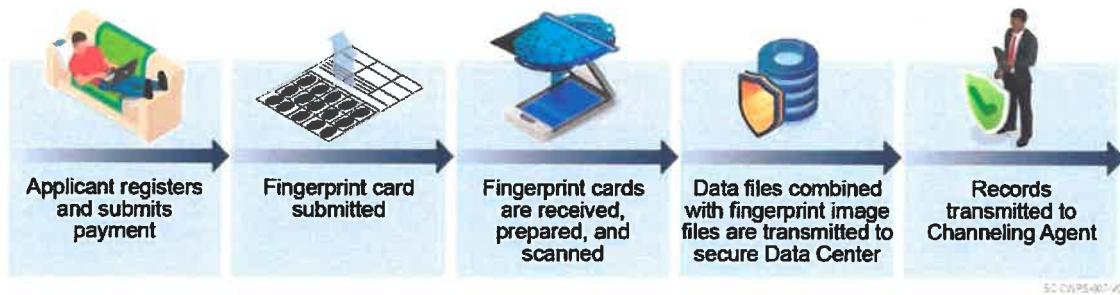 Applicant registers
and submits
payment
Fingerprint card
submitted
Fingerprint cards
are received,
prepared, and
scanned
Data files combined
with fingerprint image
files are transmitted to
secure Data Center
Records
transmitted to
Channeling Agent